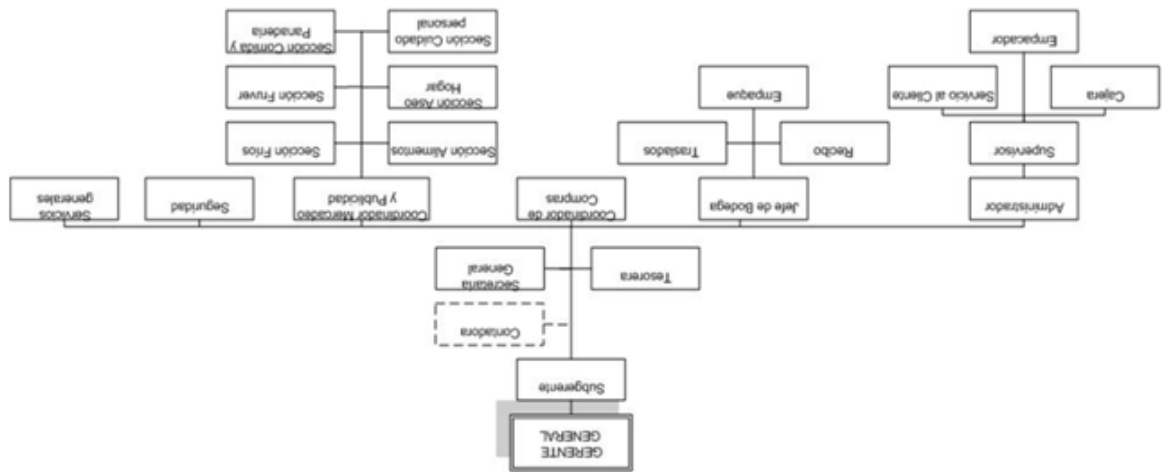 GERENTE
GENERAL
Subgerente
Contadora
Tesorera
Secretaria
General
Administrador
Jefe de Bodega
Coordinador de
Compras
Coordinador Mercadeo
y Publicidad
Seguridad
Servicios
generales
Supervisor
Recibo
Traslados
Sección Alimentos
Sección Fríos
Cajera
Servicio al Cliente
Empaque
Sección Aseo
Hogar
Sección Fruver
Empacador
Sección Cuidado
personal
Sección Comida y
Panadería